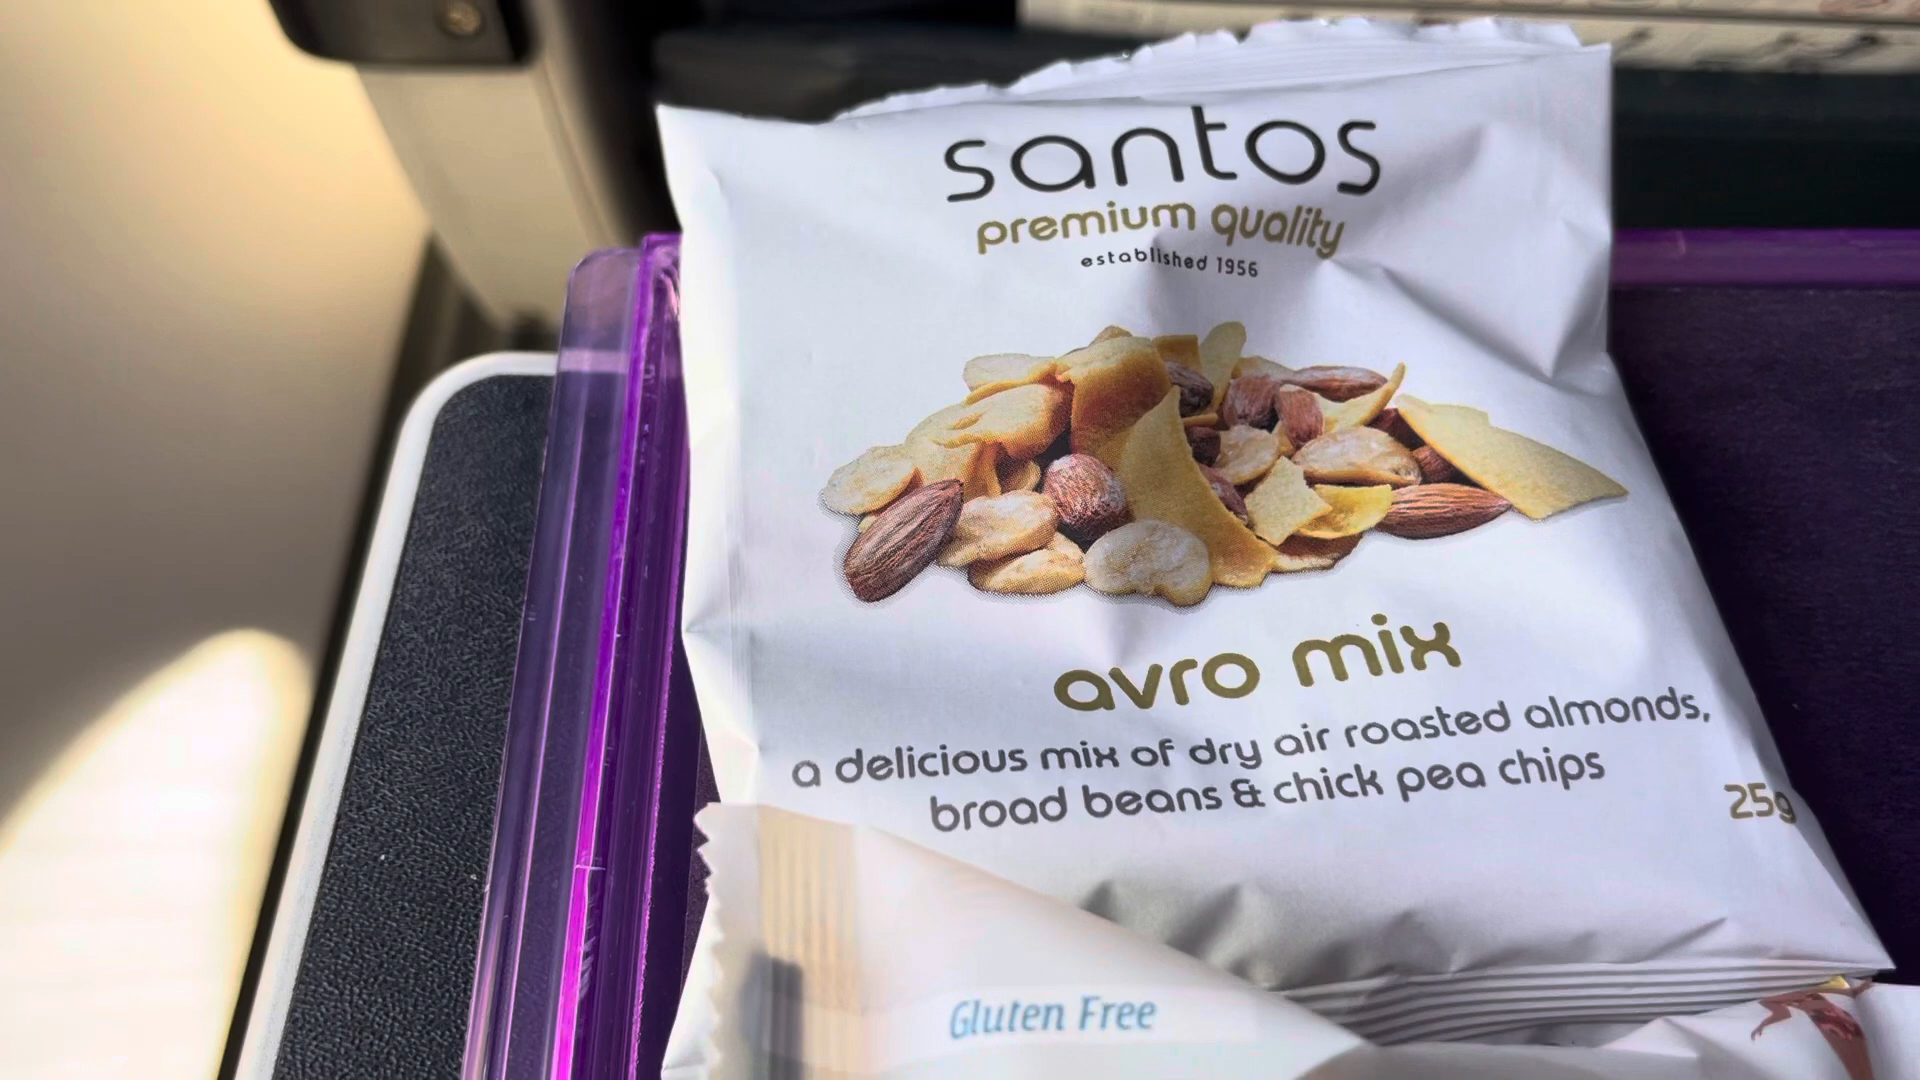 santos
premium quality
established 1956
avro mix
a delicious mix of dry air roasted almonds,
broad beans & chick pea chips
25g
Gluten Free